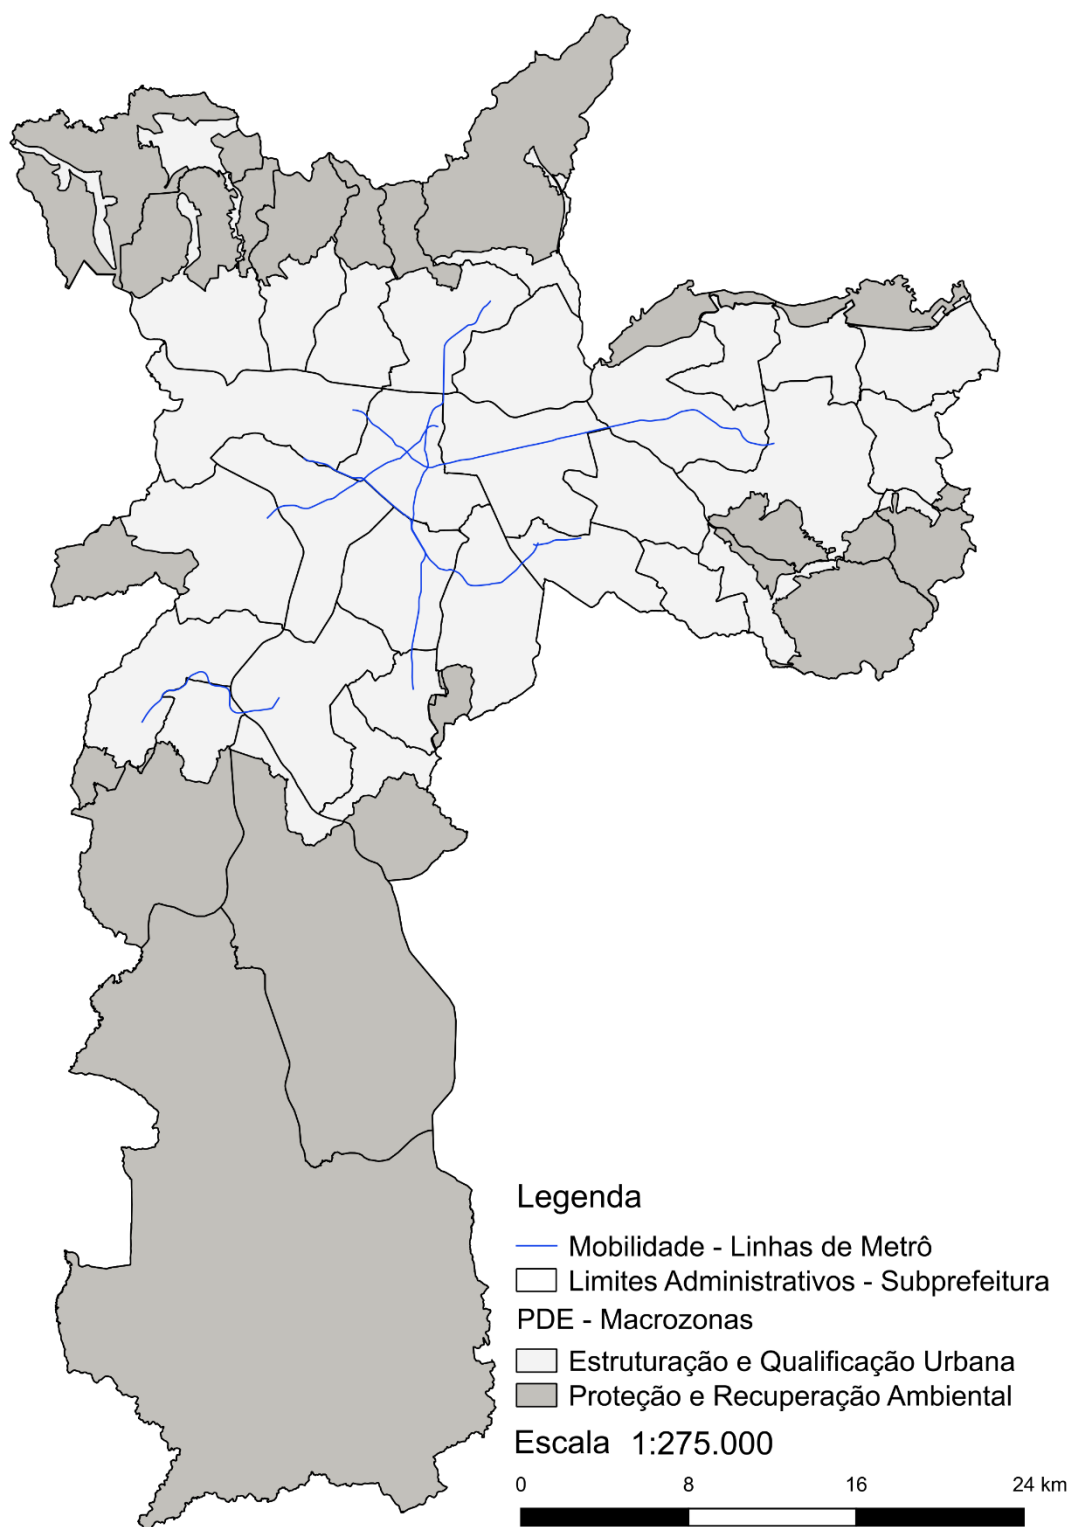 Legenda
Mobilidade - Linhas de Metrô
Limites Administrativos - Subprefeitura
PDE - Macrozonas
Estruturação e Qualificação Urbana
Proteção e Recuperação Ambiental
Escala 1:275.000
0 8 16 24 km